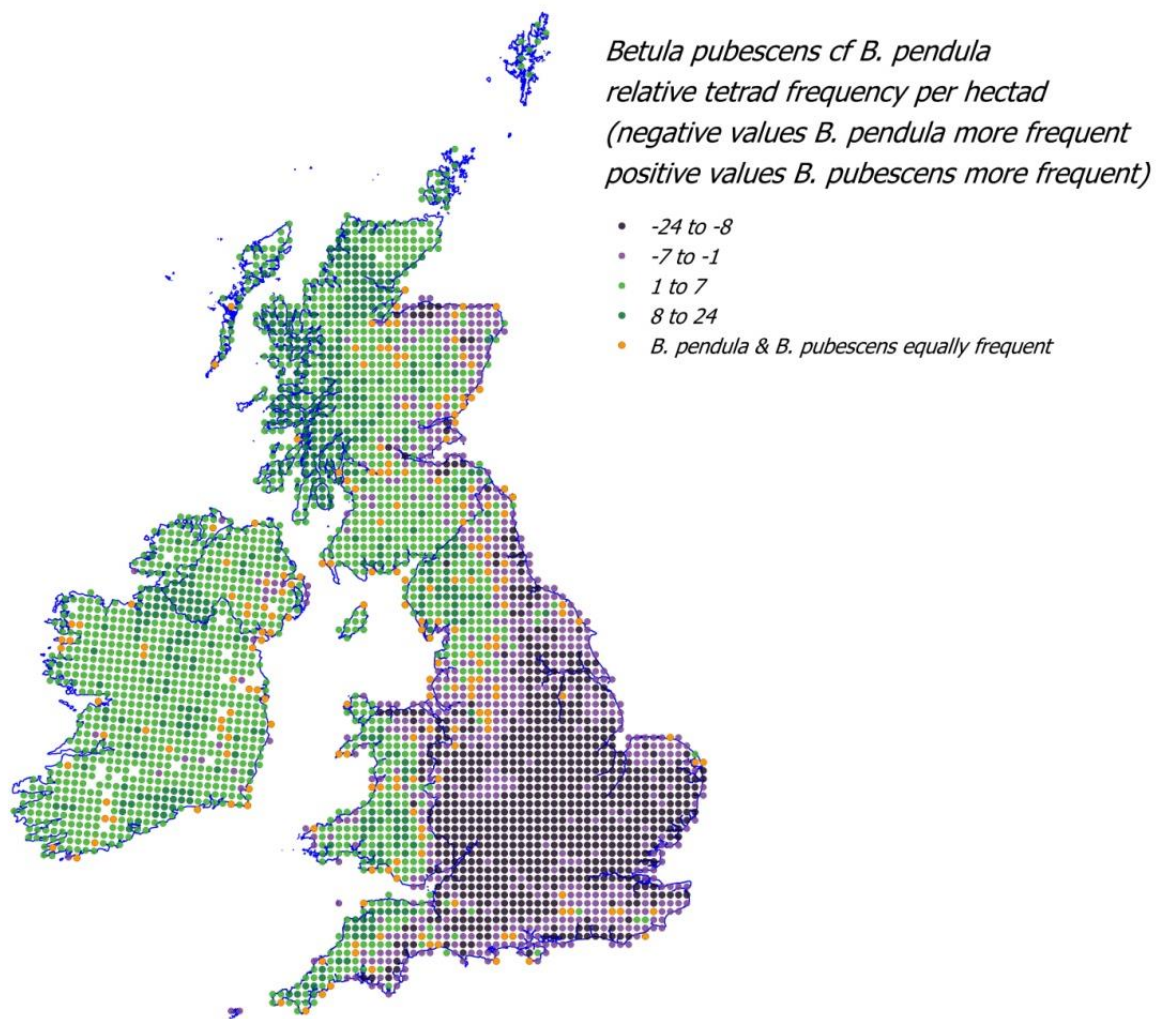 Betula pubescens cf B. pendula
relative tetrad frequency per hectad
(negative values B. pendula more frequent
positive values B. pubescens more frequent)
-24 to -8
-7 to -1
1 to 7
8 to 24
B. pendula & B. pubescens equally frequent